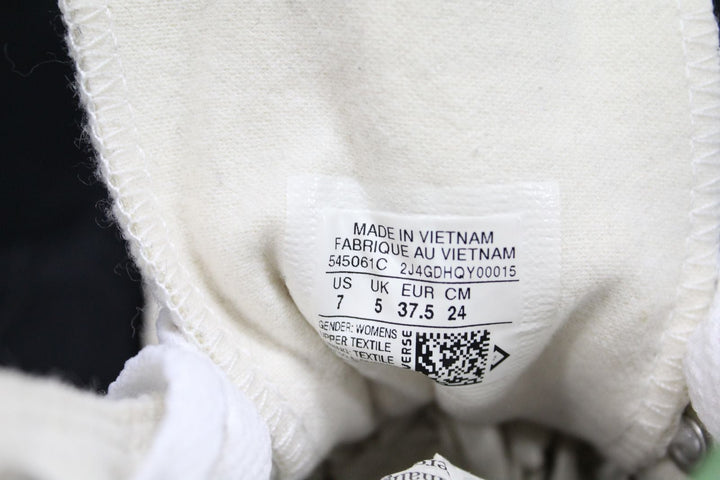 MADE IN VIETNAM
FABRIQUE AU VIETNAM
545061C 2J4GDHQY00015
US UK EUR CM
7 5 37.5 24
GENDER: WOMENS
UPPER TEXTILE
TEXTILE
VERSE